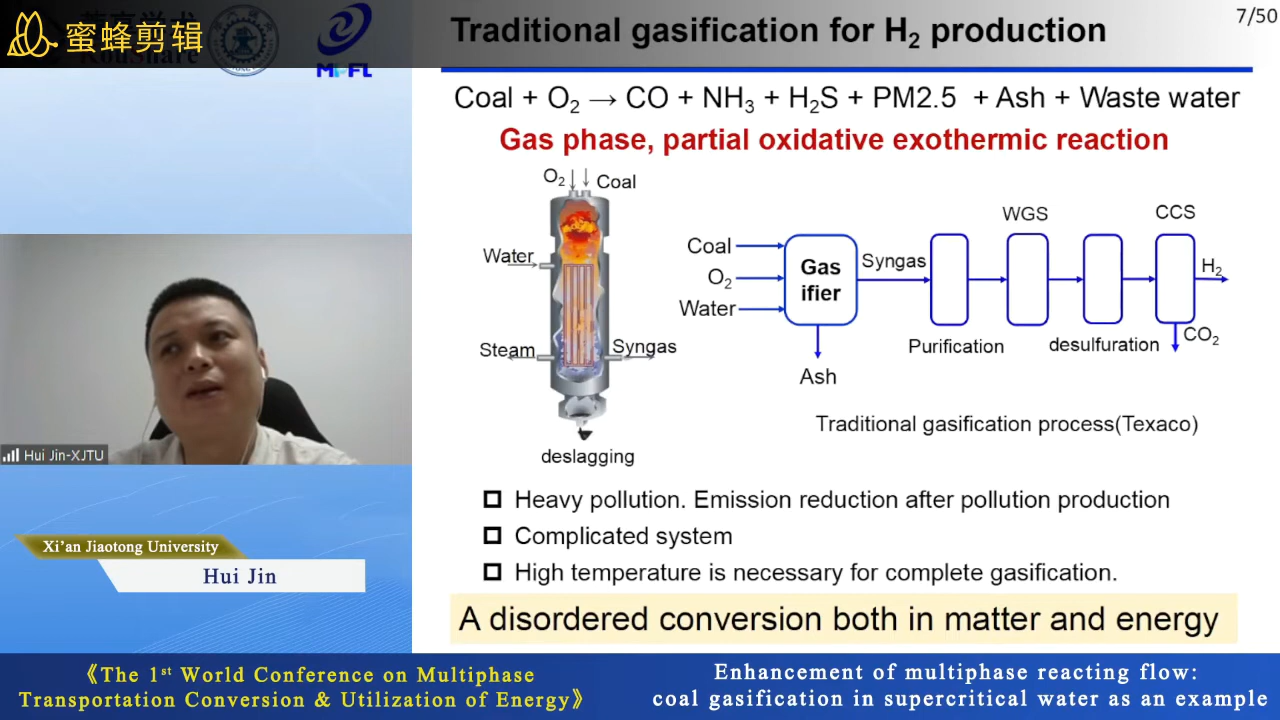 蜜蜂剪辑
KouShare
Traditional gasification for H₂ production
7/50
Coal + O₂ → CO + NH₃ + H₂S + PM2.5 + Ash + Waste water
Gas phase, partial oxidative exothermic reaction
O₂
Coal
Water
Steam
Syngas
deslagging
Coal
O₂
Water
Gas
ifier
Ash
Syngas
Purification
WGS
desulfuration
CCS
H₂
CO₂
Traditional gasification process(Texaco)
Heavy pollution. Emission reduction after pollution production
Complicated system
High temperature is necessary for complete gasification.
A disordered conversion both in matter and energy
Hui Jin-XJTU
Xi'an Jiaotong University
Hui Jin
《The 1ˢᵗ World Conference on Multiphase
Transportation Conversion & Utilization of Energy》
Enhancement of multiphase reacting flow:
coal gasification in supercritical water as an example